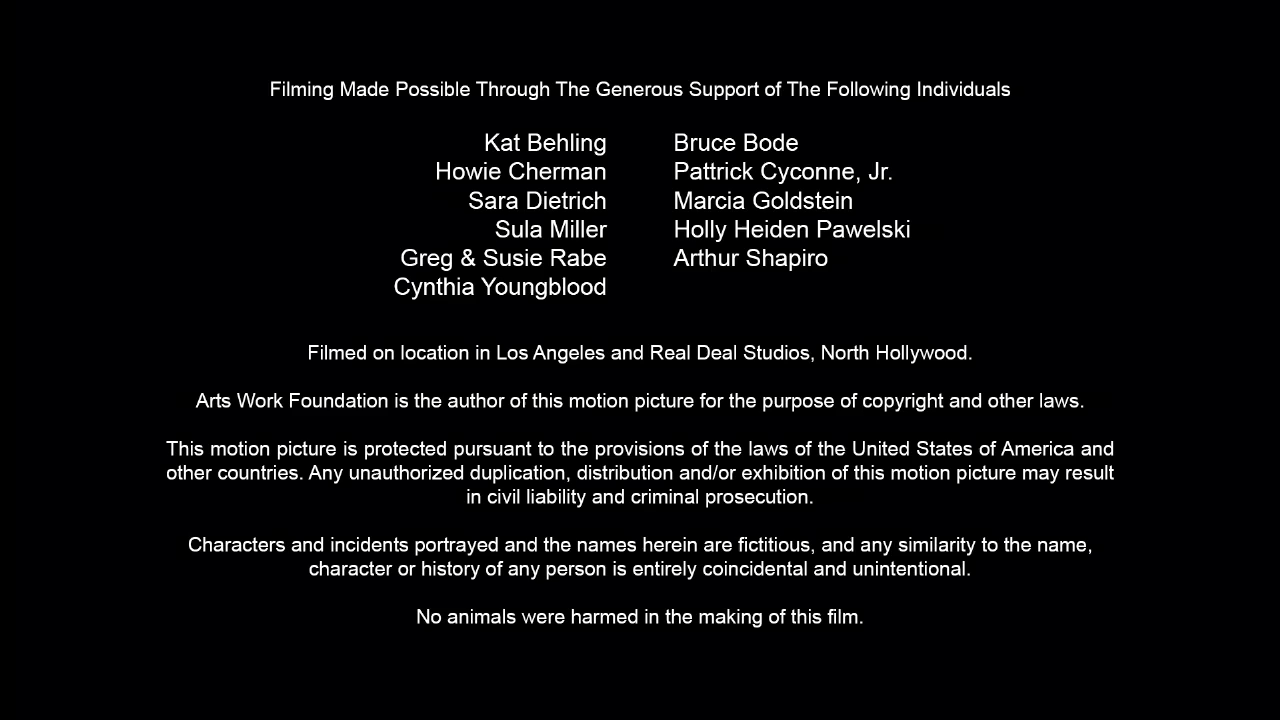 Filming Made Possible Through The Generous Support of The Following Individuals
Kat Behling Bruce Bode
Howie Cherman Pattrick Cyconne, Jr.
Sara Dietrich Marcia Goldstein
Sula Miller Holly Heiden Pawelski
Greg & Susie Rabe Arthur Shapiro
Cynthia Youngblood
Filmed on location in Los Angeles and Real Deal Studios, North Hollywood.
Arts Work Foundation is the author of this motion picture for the purpose of copyright and other laws.
This motion picture is protected pursuant to the provisions of the laws of the United States of America and
other countries. Any unauthorized duplication, distribution and/or exhibition of this motion picture may result
in civil liability and criminal prosecution.
Characters and incidents portrayed and the names herein are fictitious, and any similarity to the name,
character or history of any person is entirely coincidental and unintentional.
No animals were harmed in the making of this film.